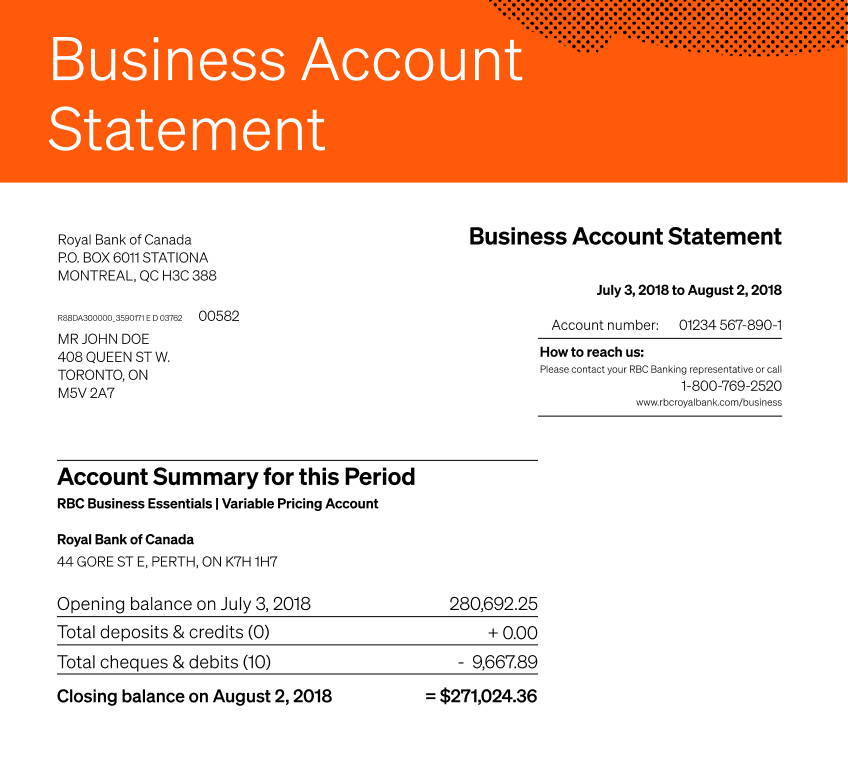 Business Account
Statement
Royal Bank of Canada
P.O. BOX 6011 STATIONA
MONTREAL, QC H3C 388
R88DA300000_3590171 E D 03762 00582
MR JOHN DOE
408 QUEEN ST W.
TORONTO, ON
M5V 2A7
Business Account Statement
July 3, 2018 to August 2, 2018
Account number: 01234 567-890-1
How to reach us:
Please contact your RBC Banking representative or call
1-800-769-2520
www.rbcroyalbank.com/business
Account Summary for this Period
RBC Business Essentials | Variable Pricing Account
Royal Bank of Canada
44 GORE ST E, PERTH, ON K7H 1H7
Opening balance on July 3, 2018 280,692.25
Total deposits & credits (0) + 0.00
Total cheques & debits (10) - 9,667.89
Closing balance on August 2, 2018 = $271,024.36